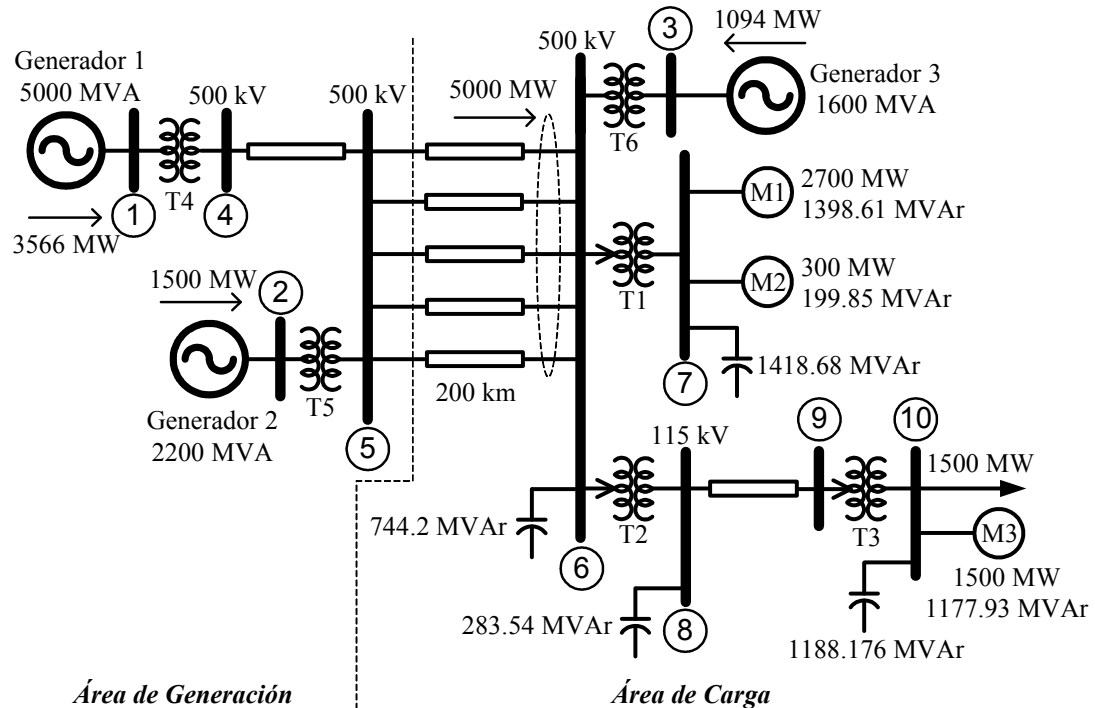 Generador 1
5000 MVA
500 kV
T4
1
4
3566 MW
500 kV
1500 MW
2
T5
Generador 2
2200 MVA
5
5000 MW
200 km
500 kV
T6
3
1094 MW
Generador 3
1600 MVA
T1
M1
2700 MW
1398.61 MVAr
M2
300 MW
199.85 MVAr
7
1418.68 MVAr
744.2 MVAr
6
T2
115 kV
283.54 MVAr
8
9
T3
10
1500 MW
M3
1500 MW
1177.93 MVAr
1188.176 MVAr
Área de Generación
Área de Carga